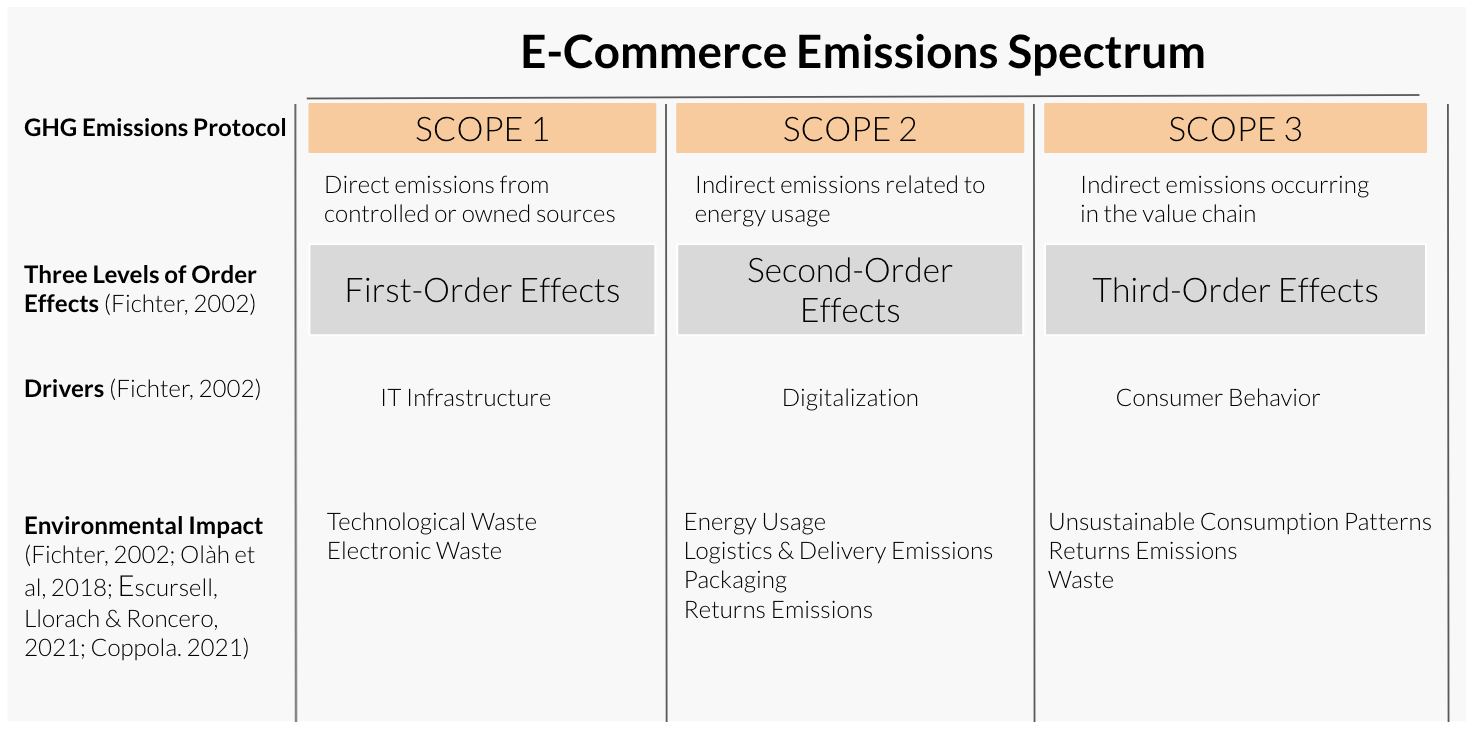 E-Commerce Emissions Spectrum
GHG Emissions Protocol
SCOPE 1
SCOPE 2
SCOPE 3
Direct emissions from
controlled or owned sources
Indirect emissions related to
energy usage
Indirect emissions occurring
in the value chain
Three Levels of Order
Effects (Fichter, 2002)
First-Order Effects
Second-Order
Effects
Third-Order Effects
Drivers (Fichter, 2002)
IT Infrastructure
Digitalization
Consumer Behavior
Environmental Impact
(Fichter, 2002; Olàh et
al, 2018; Escursell,
Llorach & Roncero,
2021; Coppola. 2021)
Technological Waste
Electronic Waste
Energy Usage
Logistics & Delivery Emissions
Packaging
Returns Emissions
Unsustainable Consumption Patterns
Returns Emissions
Waste